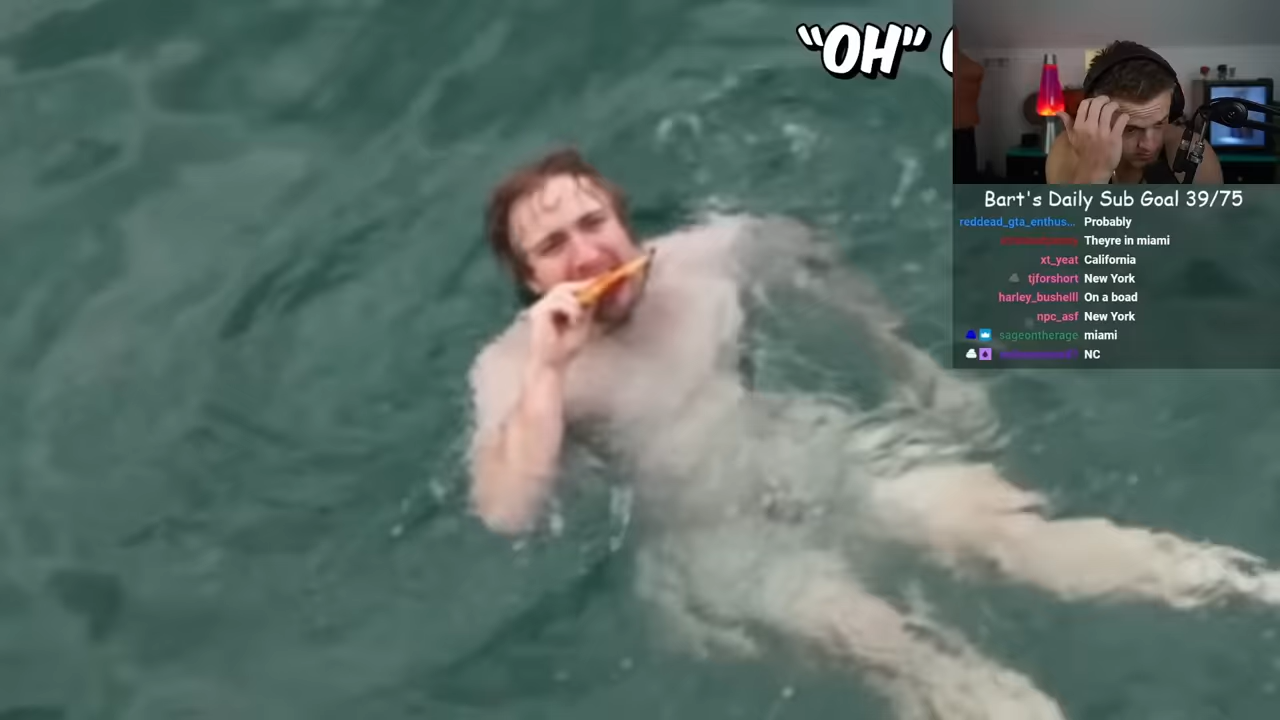 “OH”
Bart's Daily Sub Goal 39/75
reddead_gta_enthus... Probably
Theyre in miami
xt_yeat California
tjforshort New York
harley_busheill On a boad
npc_asf New York
sageontherage miami
NC